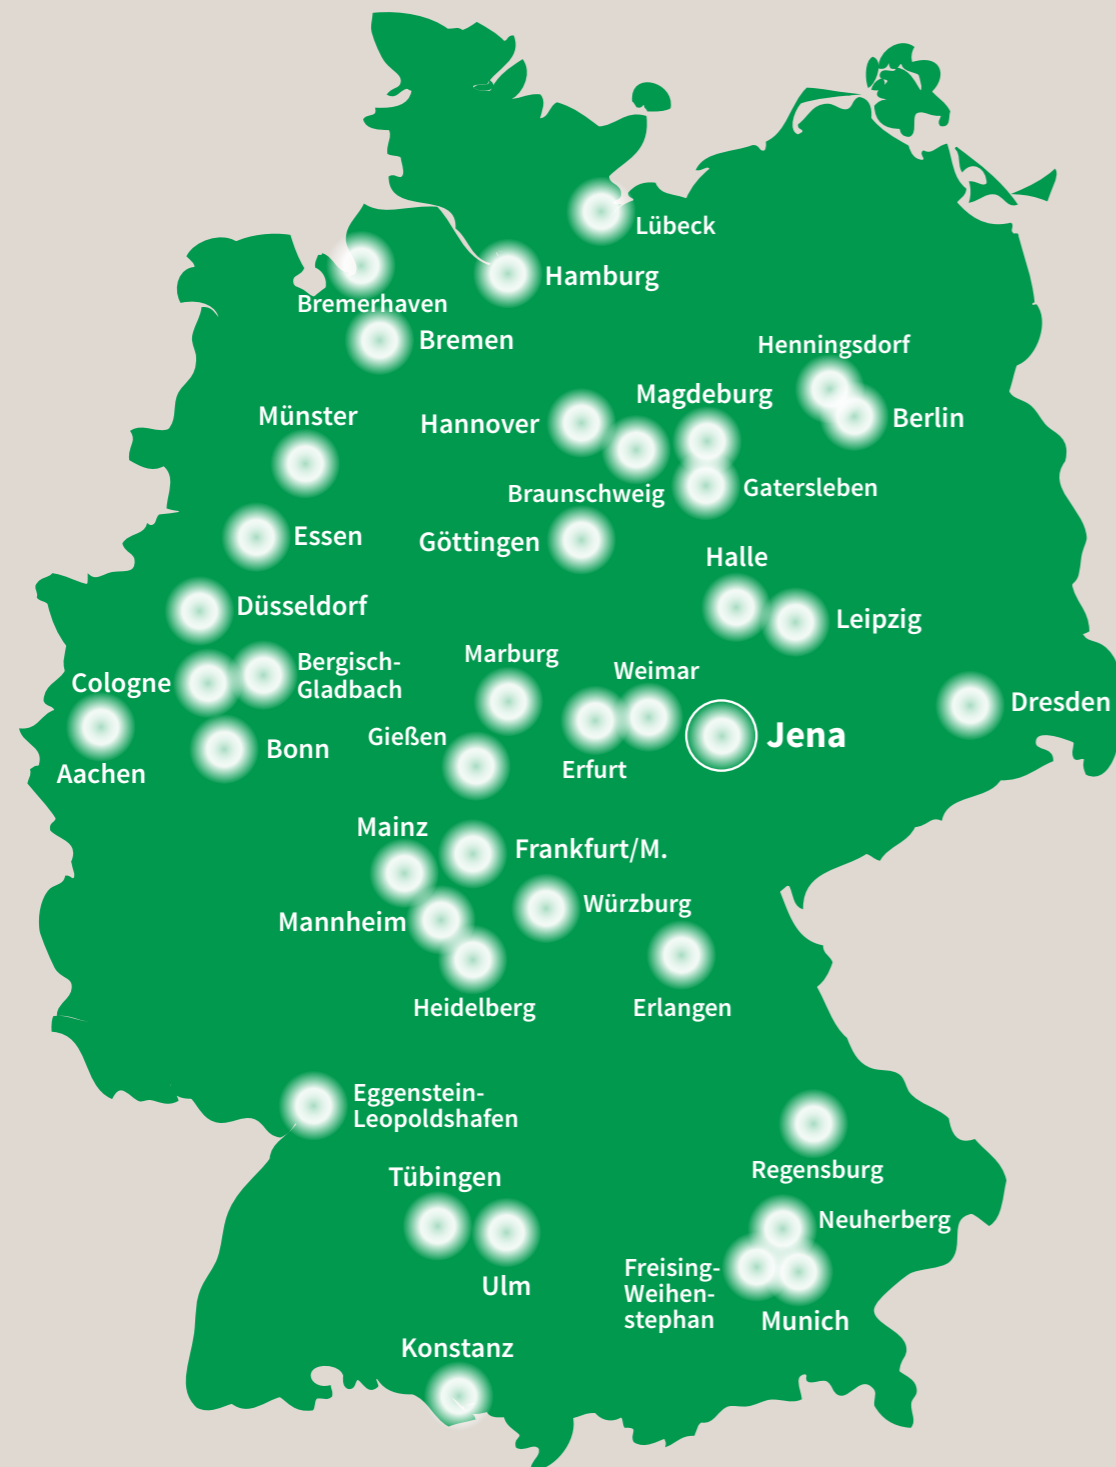 Lübeck
Hamburg
Bremerhaven
Bremen
Henningsdorf
Magdeburg
Berlin
Münster
Hannover
Braunschweig
Gatersleben
Essen
Göttingen
Halle
Düsseldorf
Leipzig
Marburg
Weimar
Bergisch-
Gladbach
Cologne
Dresden
Gießen
Jena
Bonn
Aachen
Erfurt
Mainz
Frankfurt/M.
Würzburg
Mannheim
Heidelberg
Erlangen
Eggenstein-
Leopoldshafen
Regensburg
Tübingen
Neuherberg
Ulm
Freising-
Weihen-
stephan
Munich
Konstanz